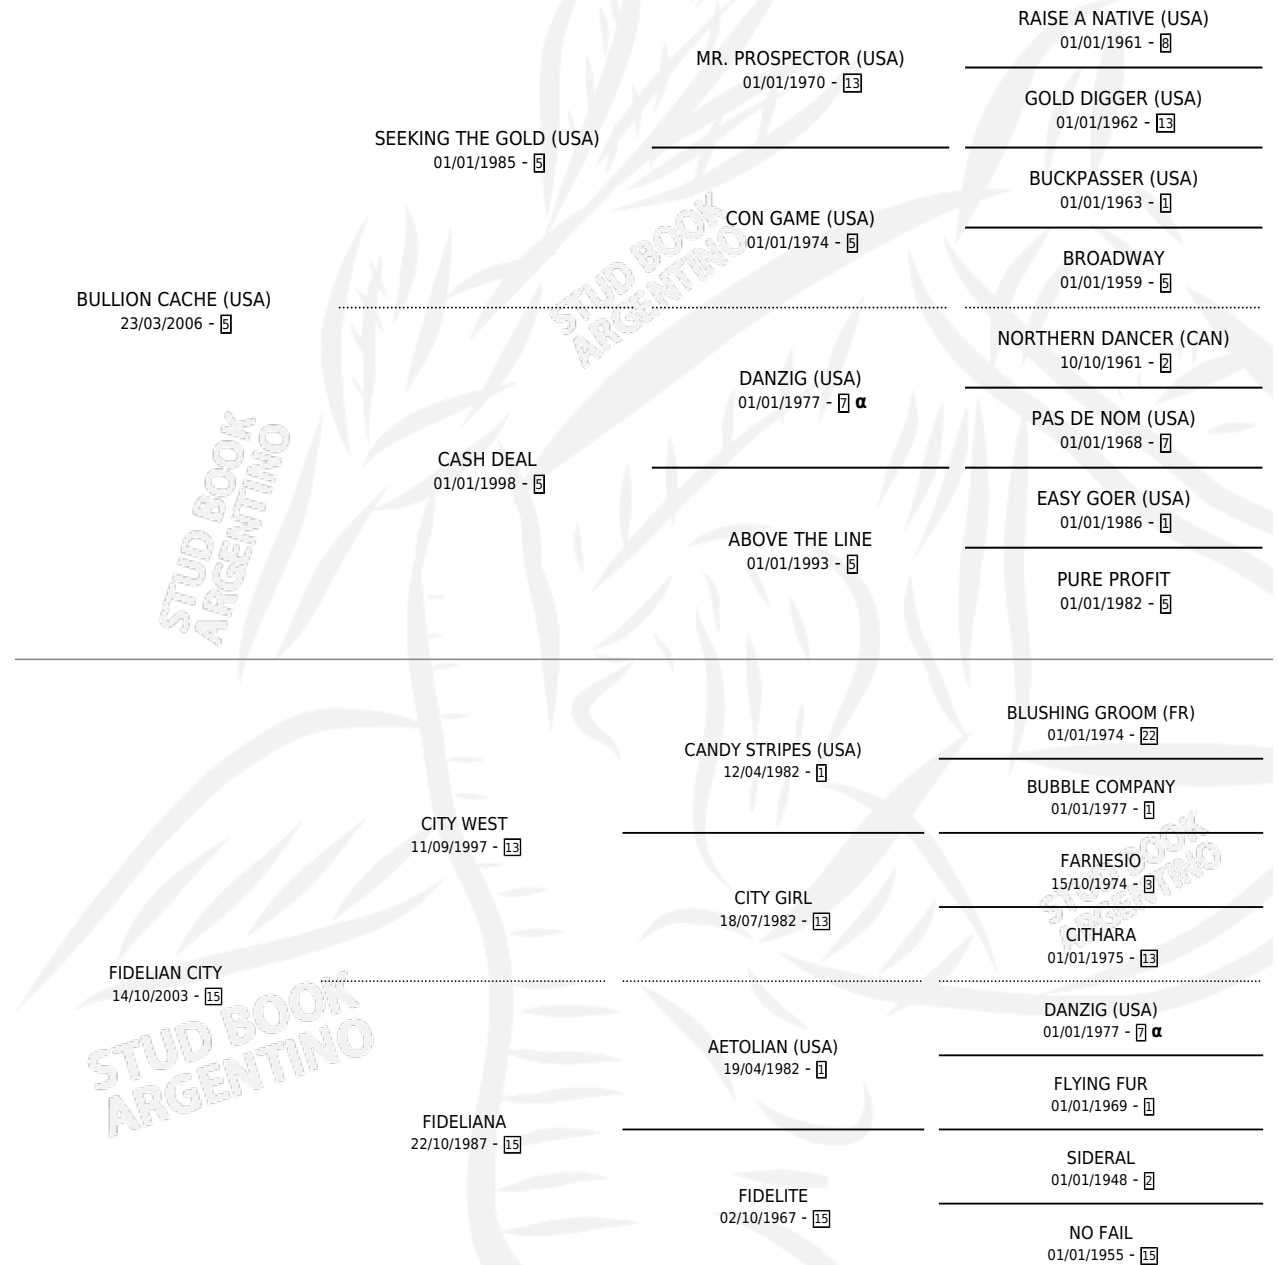 RAISE A NATIVE (USA)
01/01/1961 - 8
MR. PROSPECTOR (USA)
01/01/1970 - 13
GOLD DIGGER (USA)
01/01/1962 - 13
SEEKING THE GOLD (USA)
01/01/1985 - 5
BUCKPASSER (USA)
01/01/1963 - 1
CON GAME (USA)
01/01/1974 - 5
BROADWAY
01/01/1959 - 5
BULLION CACHE (USA)
23/03/2006 - 5
NORTHERN DANCER (CAN)
10/10/1961 - 2
DANZIG (USA)
01/01/1977 - 7 α
PAS DE NOM (USA)
01/01/1968 - 7
CASH DEAL
01/01/1998 - 5
EASY GOER (USA)
01/01/1986 - 1
ABOVE THE LINE
01/01/1993 - 5
PURE PROFIT
01/01/1982 - 5
BLUSHING GROOM (FR)
01/01/1974 - 22
CANDY STRIPES (USA)
12/04/1982 - 1
BUBBLE COMPANY
01/01/1977 - 1
CITY WEST
11/09/1997 - 13
FARNESIO
15/10/1974 - 3
CITY GIRL
18/07/1982 - 13
CITHARA
01/01/1975 - 13
FIDELIAN CITY
14/10/2003 - 15
DANZIG (USA)
01/01/1977 - 7 α
AETOLIAN (USA)
19/04/1982 - 1
FLYING FUR
01/01/1969 - 1
FIDELIANA
22/10/1987 - 15
SIDERAL
01/01/1948 - 2
FIDELITE
02/10/1967 - 15
NO FAIL
01/01/1955 - 15
STUD BOOK
ARGENTINO
STUD BOOK
ARGENTINO
STUD BOOK
ARGENTINO
STUD BOOK
ARGENTINO